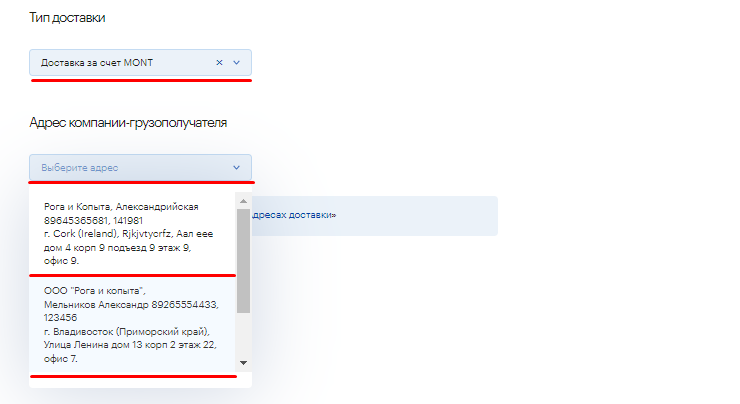 Тип доставки
Доставка за счет MONT
Адрес компании-грузополучателя
Выберите адрес
Рога и Копыта, Александрийская
89645365681, 141981
г. Cork (Ireland), Rjkjvtycrfz, Аал еее
дом 4 корп 9 подъезд 9 этаж 9,
офис 9.
дресах доставки»
ООО "Рога и копыта",
Мельников Александр 89265554433,
123456
г. Владивосток (Приморский край),
Улица Ленина дом 13 корп 2 этаж 22,
офис 7.